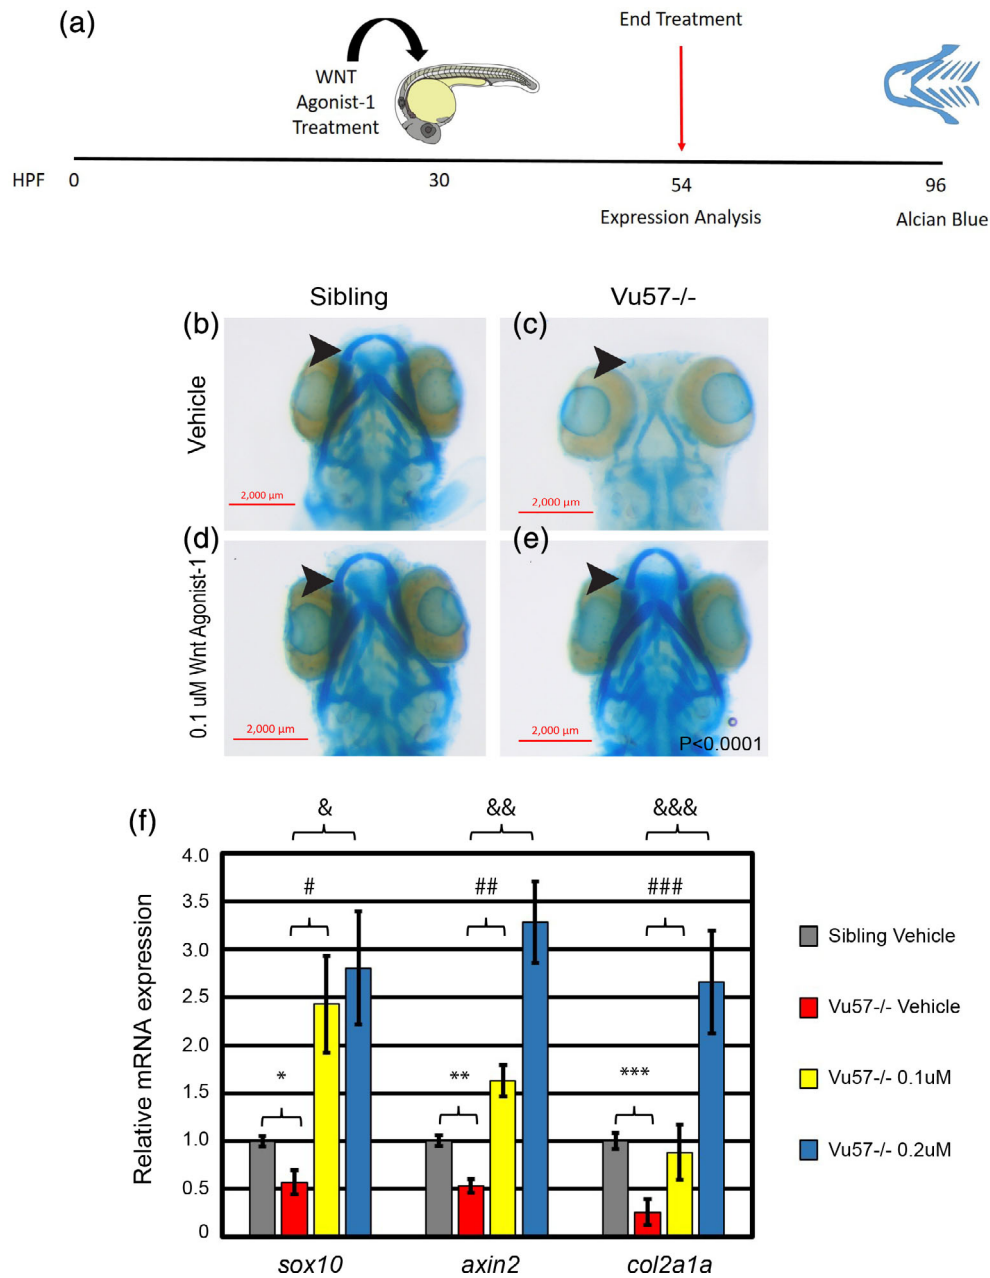 (a)
End Treatment
WNT
Agonist-1
Treatment
HPF 0 30 54 96
Expression Analysis
Alcian Blue
Sibling
Vu57-/-
(b)
(c)
Vehicle
2,000 µm
2,000 µm
(d)
(e)
0.1 uM Wnt Agonist-1
2,000 µm
2,000 µm
P<0.0001
(f)
& && &&&
# ## ###
* ** ***
Relative mRNA expression
4.0
3.5
3.0
2.5
2.0
1.5
1.0
0.5
0
sox10 axin2 col2a1a
Sibling Vehicle
Vu57-/- Vehicle
Vu57-/- 0.1uM
Vu57-/- 0.2uM